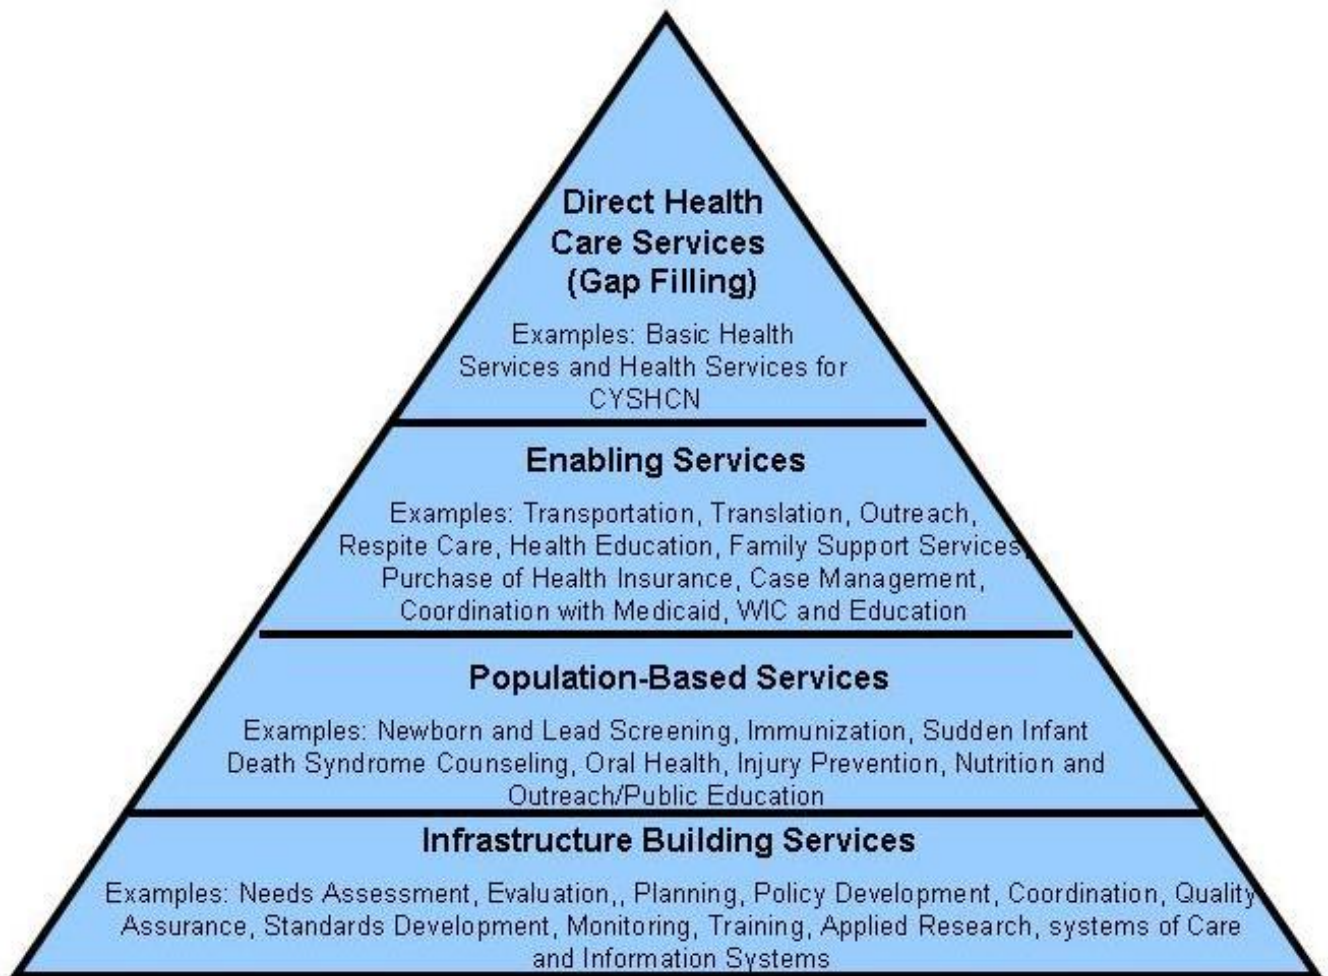 Direct Health
Care Services
(Gap Filling)
Examples: Basic Health
Services and Health Services for
CYSHCN
Enabling Services
Examples: Transportation, Translation, Outreach,
Respite Care, Health Education, Family Support Services,
Purchase of Health Insurance, Case Management,
Coordination with Medicaid, WIC and Education
Population-Based Services
Examples: Newborn and Lead Screening, Immunization, Sudden Infant
Death Syndrome Counseling, Oral Health, Injury Prevention, Nutrition and
Outreach/Public Education
Infrastructure Building Services
Examples: Needs Assessment, Evaluation,, Planning, Policy Development, Coordination, Quality
Assurance, Standards Development, Monitoring, Training, Applied Research, systems of Care
and Information Systems